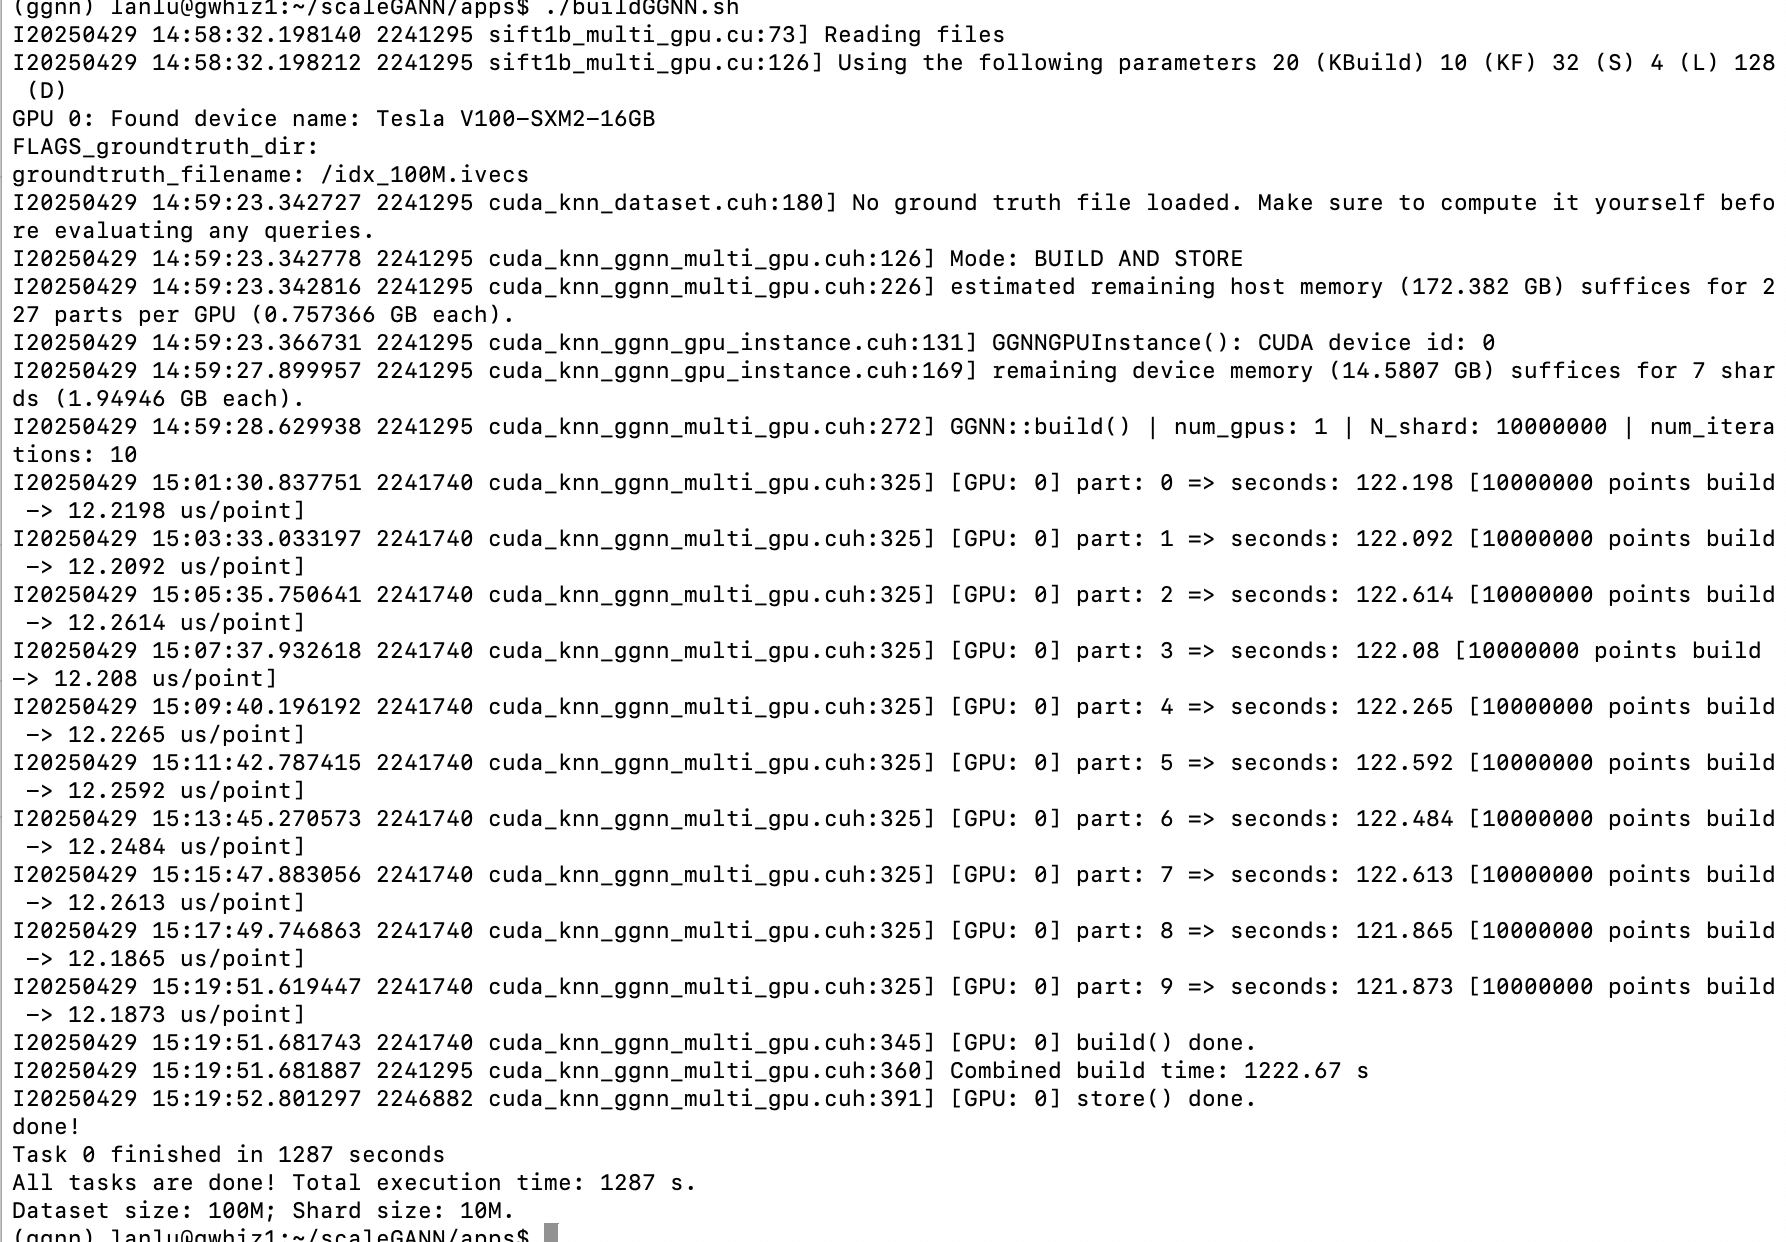 (ggnn) lanlu@gwhiz1:~/scaleGANN/apps$ ./buildGGNN.sh
I20250429 14:58:32.198140 2241295 sift1b_multi_gpu.cu:73] Reading files
I20250429 14:58:32.198212 2241295 sift1b_multi_gpu.cu:126] Using the following parameters 20 (KBuild) 10 (KF) 32 (S) 4 (L) 128
 (D)
GPU 0: Found device name: Tesla V100-SXM2-16GB
FLAGS_groundtruth_dir:
groundtruth_filename: /idx_100M.ivecs
I20250429 14:59:23.342727 2241295 cuda_knn_dataset.cuh:180] No ground truth file loaded. Make sure to compute it yourself befo
re evaluating any queries.
I20250429 14:59:23.342778 2241295 cuda_knn_ggnn_multi_gpu.cuh:126] Mode: BUILD AND STORE
I20250429 14:59:23.342816 2241295 cuda_knn_ggnn_multi_gpu.cuh:226] estimated remaining host memory (172.382 GB) suffices for 2
27 parts per GPU (0.757366 GB each).
I20250429 14:59:23.366731 2241295 cuda_knn_ggnn_gpu_instance.cuh:131] GGNNGPUInstance(): CUDA device id: 0
I20250429 14:59:27.899957 2241295 cuda_knn_ggnn_gpu_instance.cuh:169] remaining device memory (14.5807 GB) suffices for 7 shar
ds (1.94946 GB each).
I20250429 14:59:28.629938 2241295 cuda_knn_ggnn_multi_gpu.cuh:272] GGNN::build() | num_gpus: 1 | N_shard: 10000000 | num_itera
tions: 10
I20250429 15:01:30.837751 2241740 cuda_knn_ggnn_multi_gpu.cuh:325] [GPU: 0] part: 0 => seconds: 122.198 [10000000 points build
 -> 12.2198 us/point]
I20250429 15:03:33.033197 2241740 cuda_knn_ggnn_multi_gpu.cuh:325] [GPU: 0] part: 1 => seconds: 122.092 [10000000 points build
 -> 12.2092 us/point]
I20250429 15:05:35.750641 2241740 cuda_knn_ggnn_multi_gpu.cuh:325] [GPU: 0] part: 2 => seconds: 122.614 [10000000 points build
 -> 12.2614 us/point]
I20250429 15:07:37.932618 2241740 cuda_knn_ggnn_multi_gpu.cuh:325] [GPU: 0] part: 3 => seconds: 122.08 [10000000 points build
-> 12.208 us/point]
I20250429 15:09:40.196192 2241740 cuda_knn_ggnn_multi_gpu.cuh:325] [GPU: 0] part: 4 => seconds: 122.265 [10000000 points build
 -> 12.2265 us/point]
I20250429 15:11:42.787415 2241740 cuda_knn_ggnn_multi_gpu.cuh:325] [GPU: 0] part: 5 => seconds: 122.592 [10000000 points build
 -> 12.2592 us/point]
I20250429 15:13:45.270573 2241740 cuda_knn_ggnn_multi_gpu.cuh:325] [GPU: 0] part: 6 => seconds: 122.484 [10000000 points build
 -> 12.2484 us/point]
I20250429 15:15:47.883056 2241740 cuda_knn_ggnn_multi_gpu.cuh:325] [GPU: 0] part: 7 => seconds: 122.613 [10000000 points build
 -> 12.2613 us/point]
I20250429 15:17:49.746863 2241740 cuda_knn_ggnn_multi_gpu.cuh:325] [GPU: 0] part: 8 => seconds: 121.865 [10000000 points build
 -> 12.1865 us/point]
I20250429 15:19:51.619447 2241740 cuda_knn_ggnn_multi_gpu.cuh:325] [GPU: 0] part: 9 => seconds: 121.873 [10000000 points build
 -> 12.1873 us/point]
I20250429 15:19:51.681743 2241740 cuda_knn_ggnn_multi_gpu.cuh:345] [GPU: 0] build() done.
I20250429 15:19:51.681887 2241295 cuda_knn_ggnn_multi_gpu.cuh:360] Combined build time: 1222.67 s
I20250429 15:19:52.801297 2246882 cuda_knn_ggnn_multi_gpu.cuh:391] [GPU: 0] store() done.
done!
Task 0 finished in 1287 seconds
All tasks are done! Total execution time: 1287 s.
Dataset size: 100M; Shard size: 10M.
(ggnn) lanlu@gwhiz1:~/scaleGANN/apps$